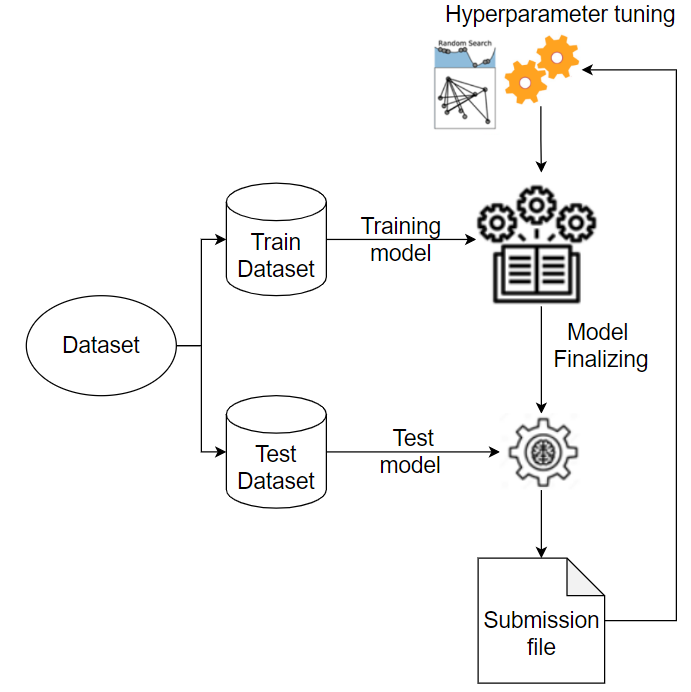 Hyperparameter tuning
Random Search
Train
Dataset
Training
model
Dataset
Model
Finalizing
Test
Dataset
Test
model
Submission
file